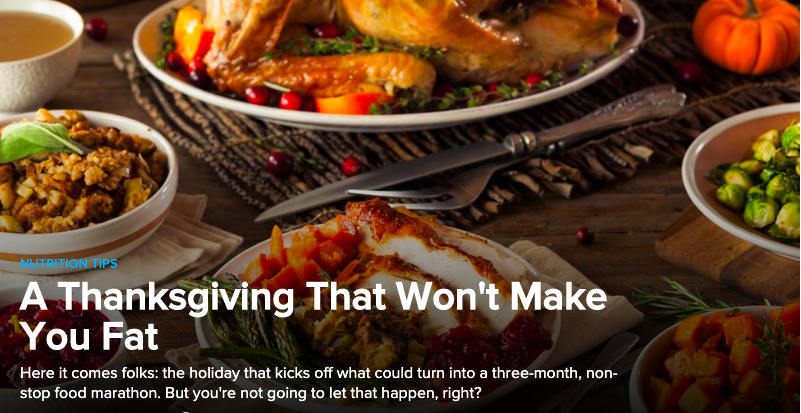 NUTRITION TIPS
A Thanksgiving That Won't Make
You Fat
Here it comes folks: the holiday that kicks off what could turn into a three-month, non-
stop food marathon. But you're not going to let that happen, right?